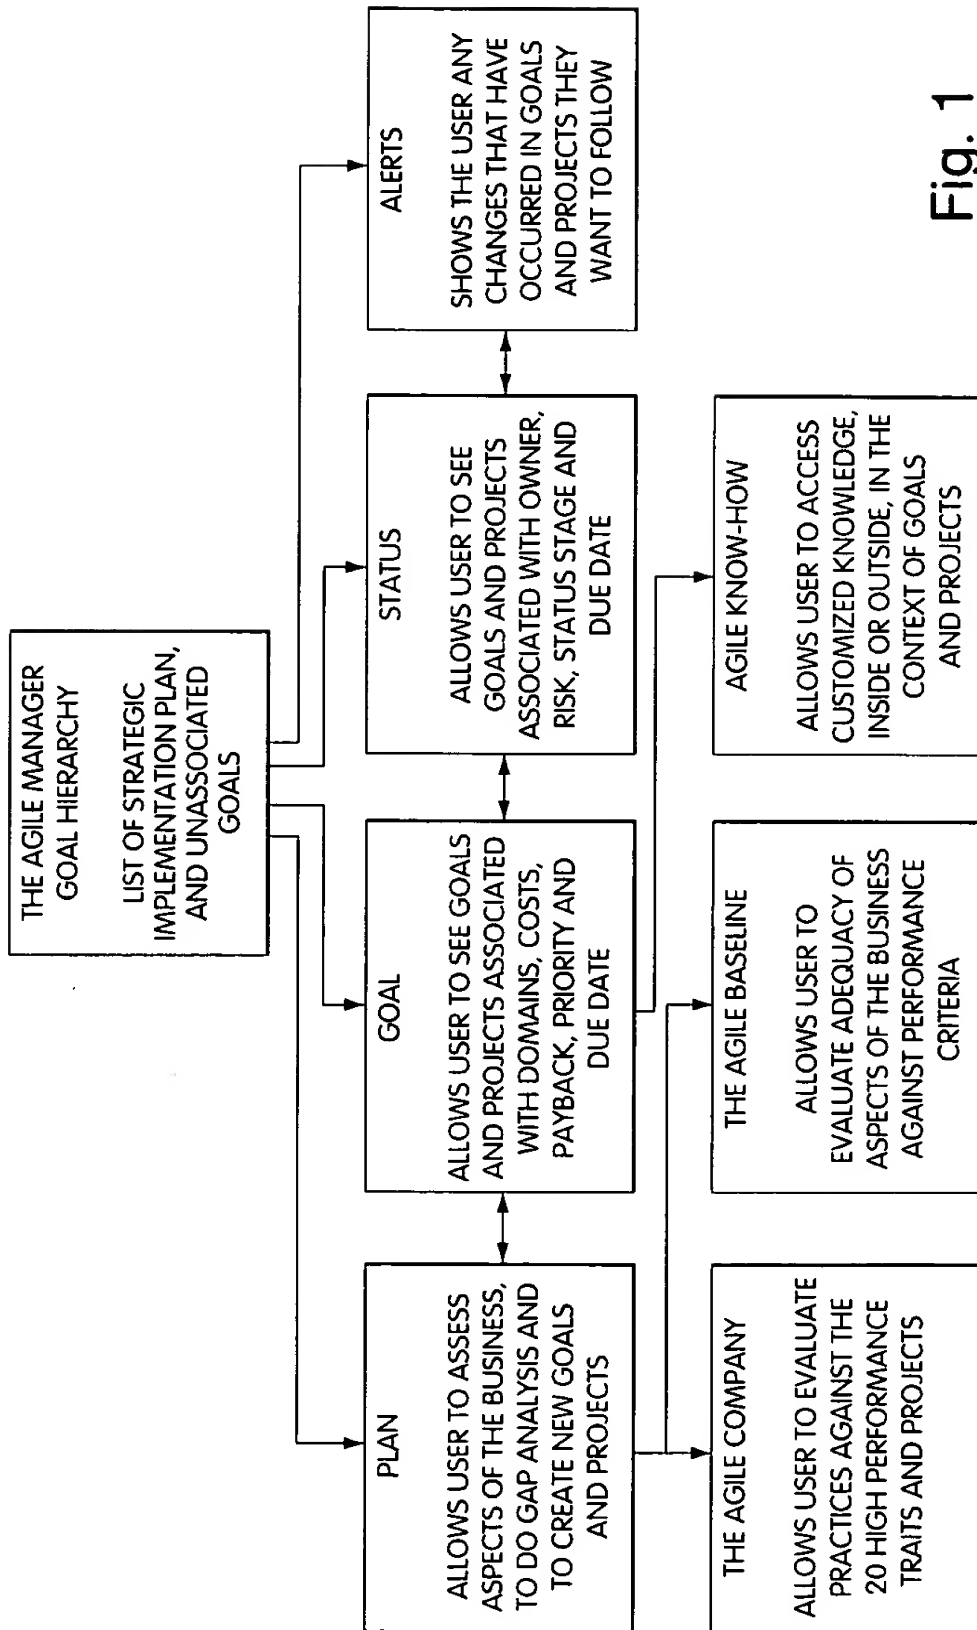 THE AGILE MANAGER
GOAL HIERARCHY
LIST OF STRATEGIC
IMPLEMENTATION PLAN,
AND UNASSOCIATED
GOALS
PLAN
ALLOWS USER TO ASSESS
ASPECTS OF THE BUSINESS,
TO DO GAP ANALYSIS AND
TO CREATE NEW GOALS
AND PROJECTS
GOAL
ALLOWS USER TO SEE GOALS
AND PROJECTS ASSOCIATED
WITH DOMAINS, COSTS,
PAYBACK, PRIORITY AND
DUE DATE
STATUS
ALLOWS USER TO SEE
GOALS AND PROJECTS
ASSOCIATED WITH OWNER,
RISK, STATUS STAGE AND
DUE DATE
ALERTS
SHOWS THE USER ANY
CHANGES THAT HAVE
OCCURRED IN GOALS
AND PROJECTS THEY
WANT TO FOLLOW
THE AGILE COMPANY
ALLOWS USER TO EVALUATE
PRACTICES AGAINST THE
20 HIGH PERFORMANCE
TRAITS AND PROJECTS
THE AGILE BASELINE
ALLOWS USER TO
EVALUATE ADEQUACY OF
ASPECTS OF THE BUSINESS
AGAINST PERFORMANCE
CRITERIA
AGILE KNOW-HOW
ALLOWS USER TO ACCESS
CUSTOMIZED KNOWLEDGE,
INSIDE OR OUTSIDE, IN THE
CONTEXT OF GOALS
AND PROJECTS
Fig. 1